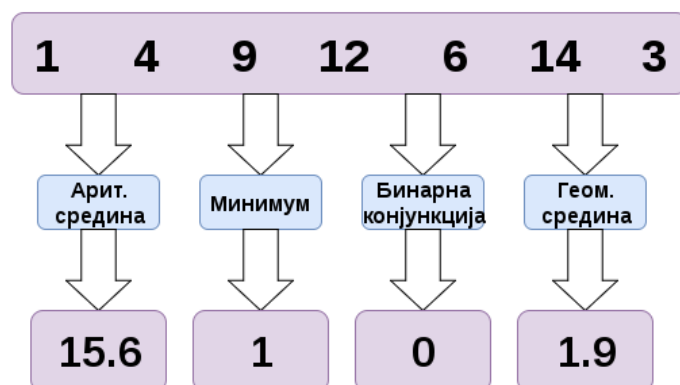 1 4 9 12 6 14 3
Арит.
средина
Минимум
Бинарна
конјункција
Геом.
средина
15.6 1 0 1.9